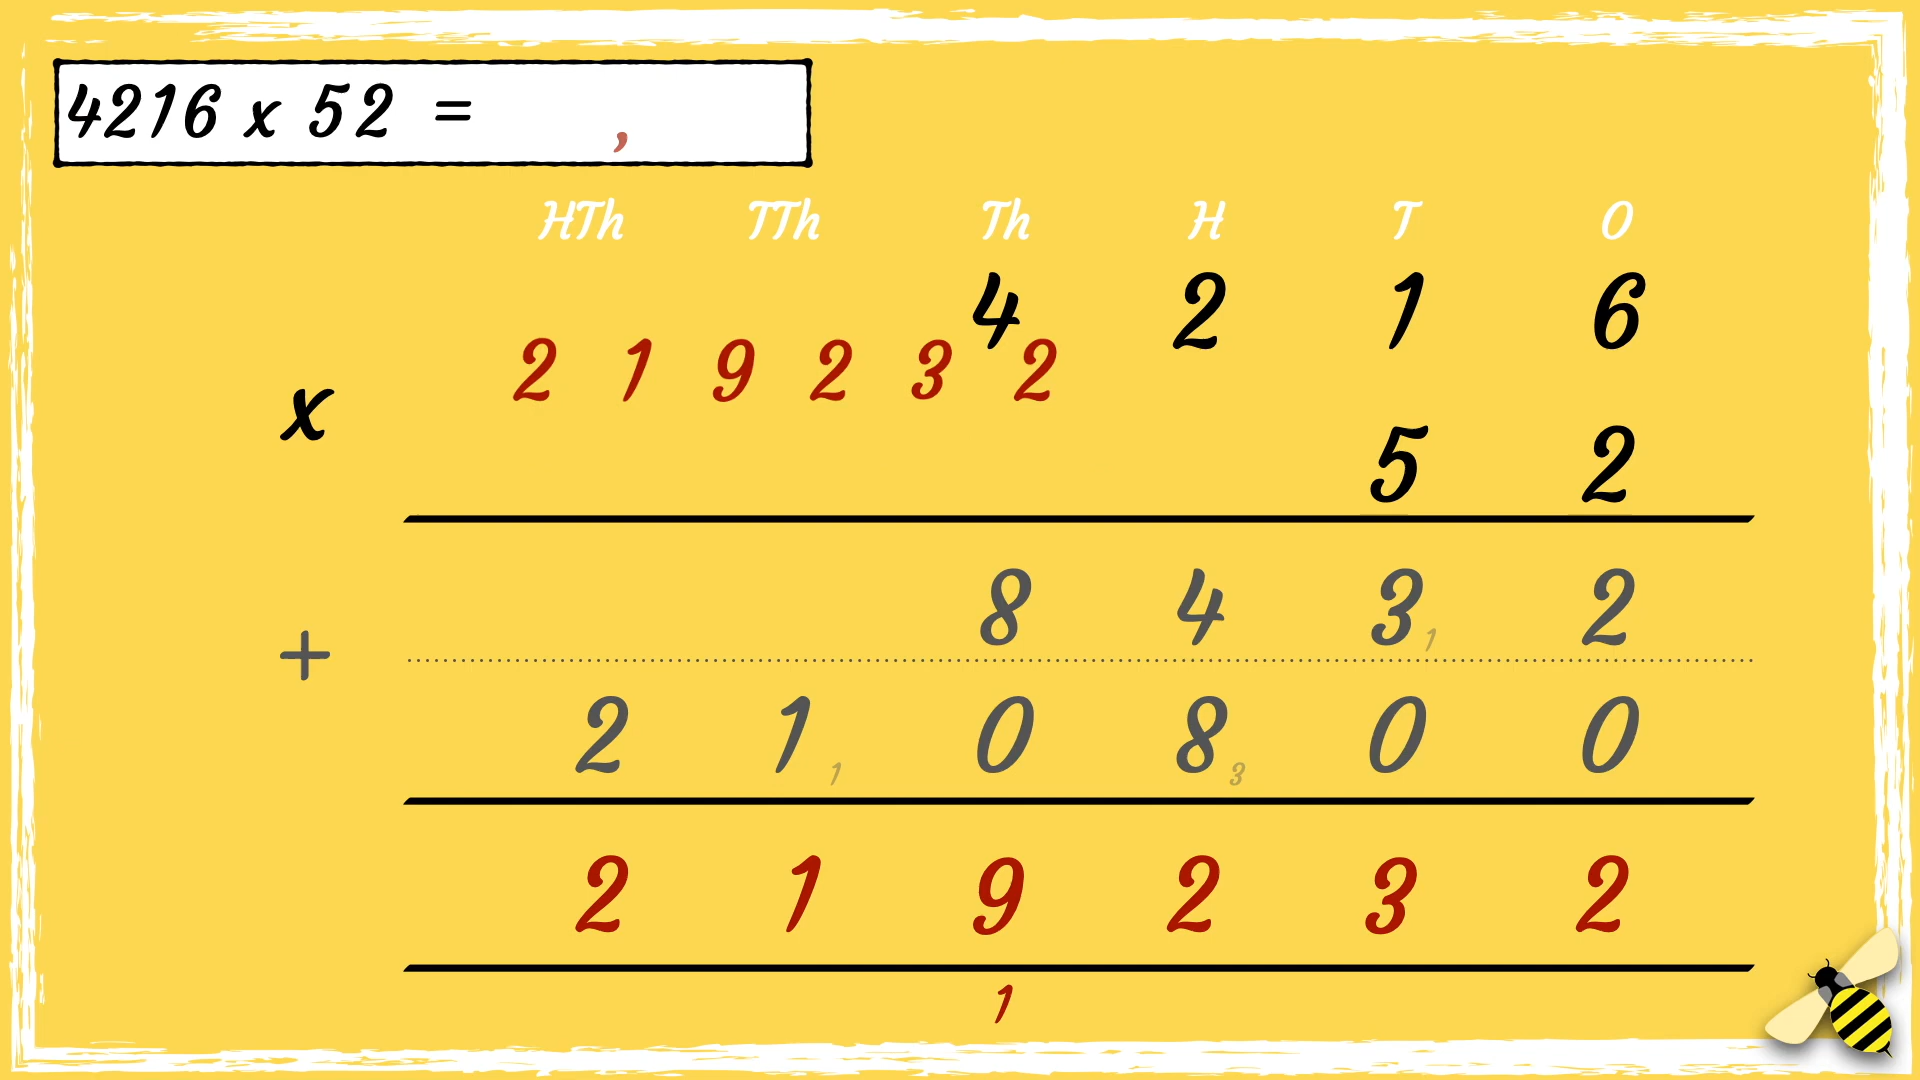 4216 x 52 = ,
HTh TTh Th H T O
4 2 1 6
2 1 9 2 3 2
x
5 2
8 4 3 1 2
+
2 1 1 0 8 3 0 0
2 1 9 2 3 2
1